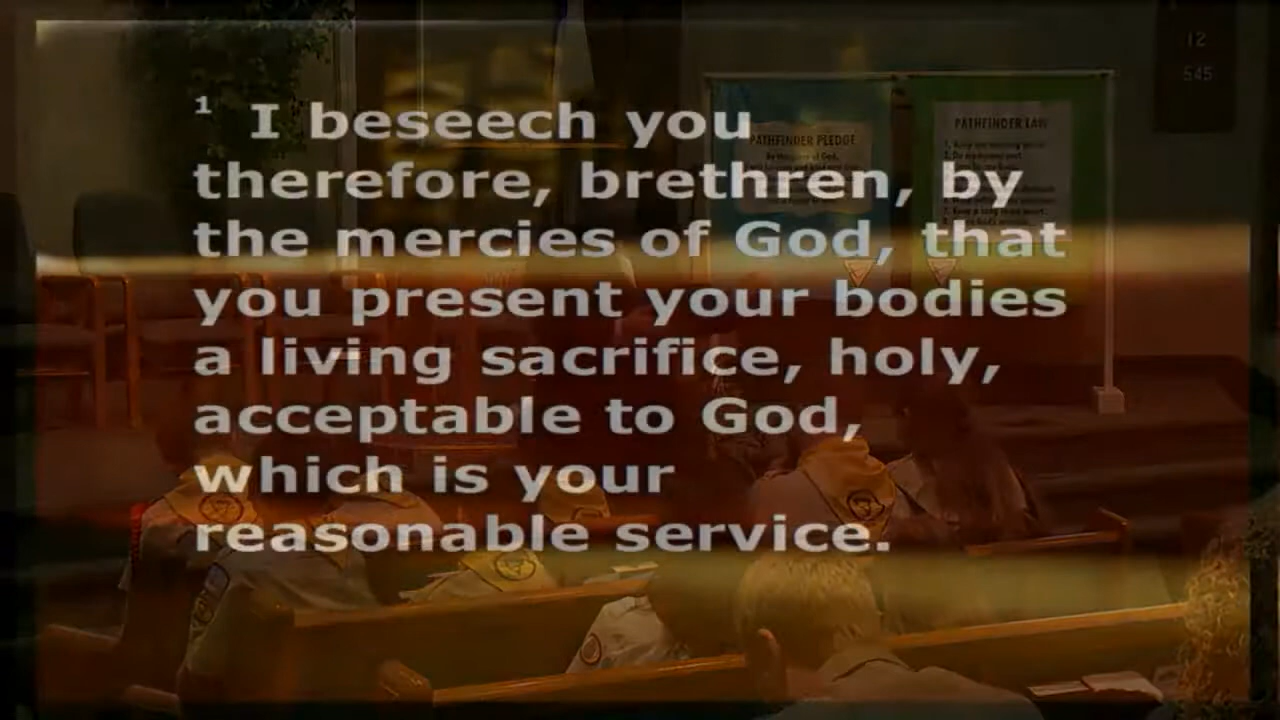 1 I beseech you
therefore, brethren, by
the mercies of God, that
you present your bodies
a living sacrifice, holy,
acceptable to God,
which is your
reasonable service.
PATHFINDER PLEDGE
PATHFINDER LAW
12
545